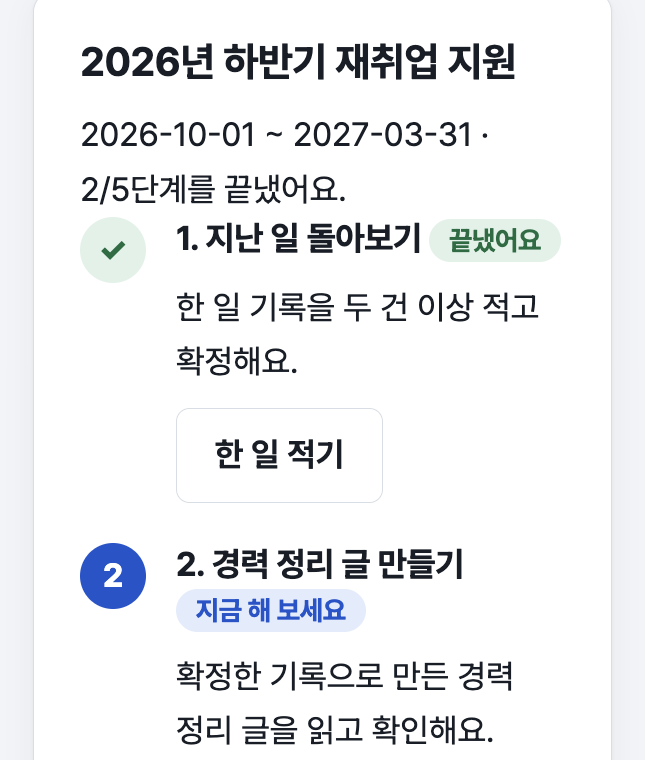 2026년 하반기 재취업 지원
2026-10-01 ~ 2027-03-31 ·
2/5단계를 끝냈어요.
✓ 1. 지난 일 돌아보기 끝냈어요
한 일 기록을 두 건 이상 적고
확정해요.
한 일 적기
2 2. 경력 정리 글 만들기
지금 해 보세요
확정한 기록으로 만든 경력
정리 글을 읽고 확인해요.